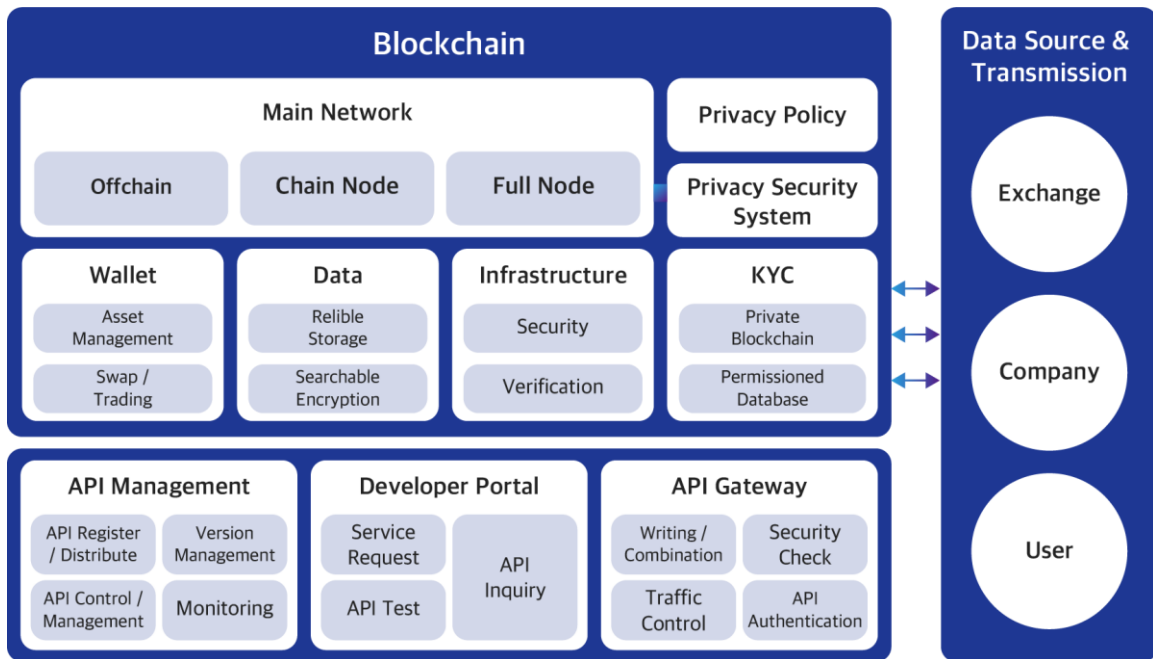 Blockchain
Main Network
Offchain
Chain Node
Full Node
Privacy Policy
Privacy Security
System
Wallet
Asset
Management
Swap /
Trading
Data
Relible
Storage
Searchable
Encryption
Infrastructure
Security
Verification
KYC
Private
Blockchain
Permissioned
Database
API Management
API Register
/ Distribute
Version
Management
API Control /
Management
Monitoring
Developer Portal
Service
Request
API Test
API
Inquiry
API Gateway
Writing /
Combination
Security
Check
Traffic
Control
API
Authentication
Data Source &
Transmission
Exchange
Company
User